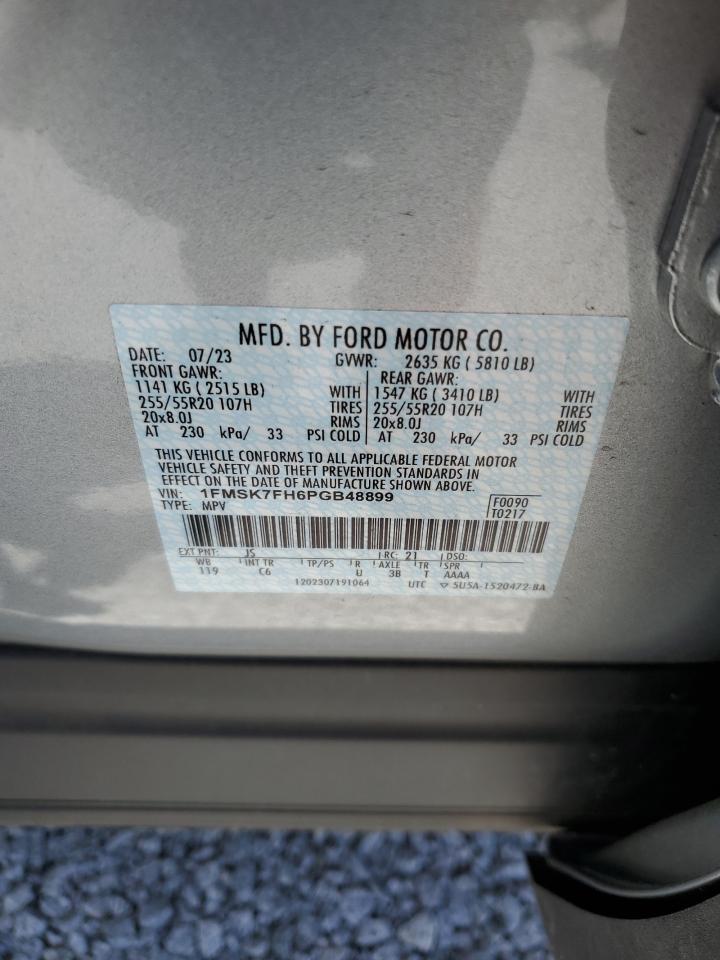 MFD. BY FORD MOTOR CO.
DATE: 07/23 GVWR: 2635 KG ( 5810 LB)
FRONT GAWR: REAR GAWR:
1141 KG ( 2515 LB) WITH 1547 KG ( 3410 LB) WITH
255/55R20 107H TIRES 255/55R20 107H TIRES
20x8.0J RIMS 20x8.0J RIMS
AT 230 kPa/ 33 PSI COLD AT 230 kPa/ 33 PSI COLD
THIS VEHICLE CONFORMS TO ALL APPLICABLE FEDERAL MOTOR
VEHICLE SAFETY AND THEFT PREVENTION STANDARDS IN
EFFECT ON THE DATE OF MANUFACTURE SHOWN ABOVE.
VIN: 1FMSK7FH6PGB48899 F0090
TYPE: MPV T0217
EXT PNT: JS RC: 21 DSO:
WB INT TR TP/PS R AXLE TR SPR
119 C6 U 3B T AAAA
1202307191064 UTC ▽ 5U5A-1520472-BA